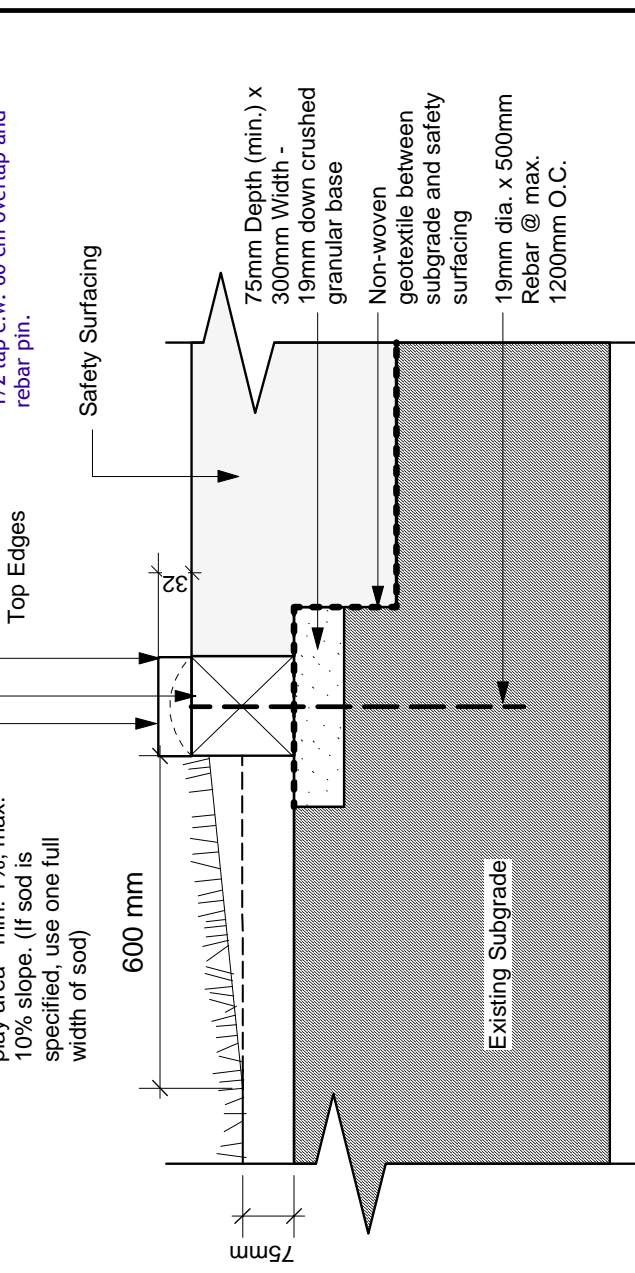 1/2 lap c.w. 60 cm overlap and
rebar pin.
play area - min. 1%, max.
10% slope. (If sod is
specified, use one full
width of sod)
Top Edges
Safety Surfacing
600 mm
32
75mm
75mm Depth (min.) x
300mm Width -
19mm down crushed
granular base
Non-woven
geotextile between
subgrade and safety
surfacing
19mm dia. x 500mm
Rebar @ max.
1200mm O.C.
Existing Subgrade